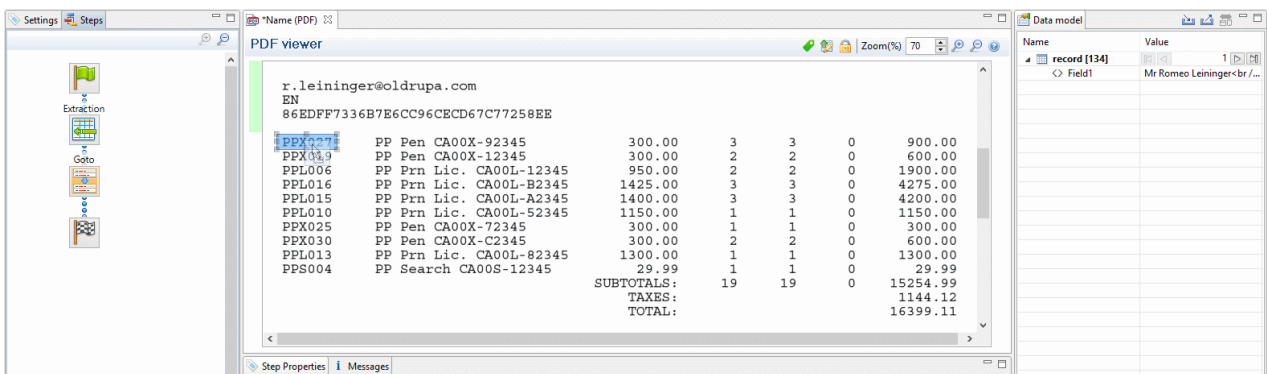 Settings Steps
Extraction
Goto
*Name (PDF)
PDF viewer
Zoom(%) 70
r.leininger@oldrupa.com
EN
86EDFF7336B7E6CC96CECD67C77258EE
PPX027 PP Pen CA00X-92345 300.00 3 3 0 900.00
PPX019 PP Pen CA00X-12345 300.00 2 2 0 600.00
PPL006 PP Prn Lic. CA00L-12345 950.00 2 2 0 1900.00
PPL016 PP Prn Lic. CA00L-B2345 1425.00 3 3 0 4275.00
PPL015 PP Prn Lic. CA00L-A2345 1400.00 3 3 0 4200.00
PPL010 PP Prn Lic. CA00L-52345 1150.00 1 1 0 1150.00
PPX025 PP Pen CA00X-72345 300.00 1 1 0 300.00
PPX030 PP Pen CA00X-C2345 300.00 2 2 0 600.00
PPL013 PP Prn Lic. CA00L-82345 1300.00 1 1 0 1300.00
PPS004 PP Search CA00S-12345 29.99 1 1 0 29.99
SUBTOTALS: 19 19 0 15254.99
TAXES: 1144.12
TOTAL: 16399.11
Step Properties Messages
Data model
Name Value
record [134] 1
<> Field1 Mr Romeo Leininger<br /...